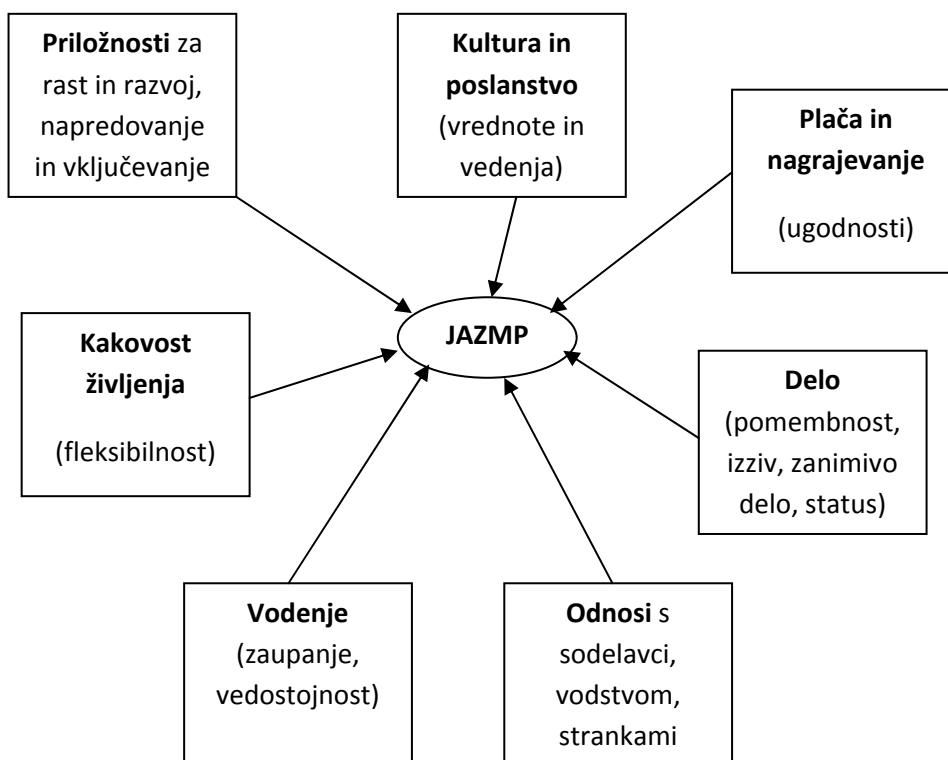 Priložnosti za
rast in razvoj,
napredovanje
in vključevanje
Kultura in
poslanstvo
(vrednote in
vedenja)
Plača in
nagrajevanje
(ugodnosti)
Kakovost
življenja
(fleksibilnost)
JAZMP
Delo
(pomembnost,
izziv, zanimivo
delo, status)
Vodenje
(zaupanje,
vedostojnost)
Odnosi s
sodelavci,
vodstvom,
strankami